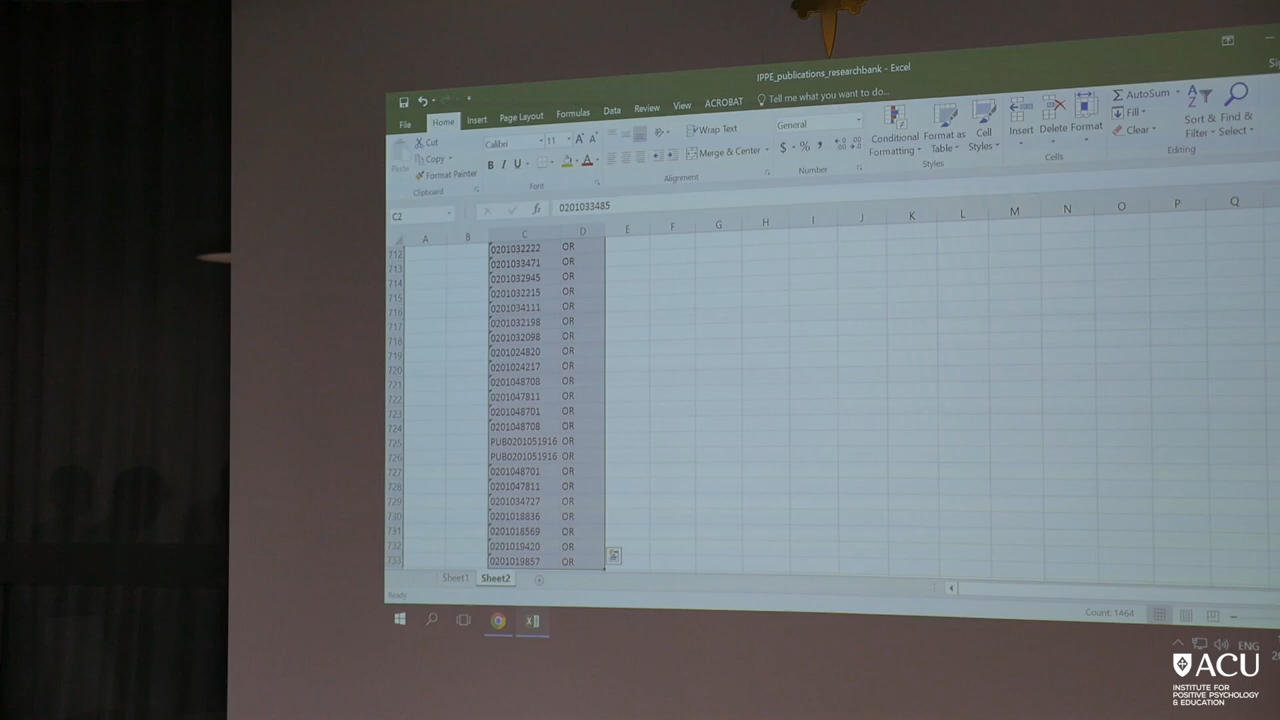 IPPE_publications_researchbank - Excel
File Home Insert Page Layout Formulas Data Review View ACROBAT Tell me what you want to do...
Paste
Cut
Copy
Format Painter
Clipboard
Calibri 11 A A
B I U
Font
Wrap Text
Merge & Center
Alignment
General
$ % ,
Number
Conditional Formatting
Format as Table
Cell Styles
Styles
Insert Delete Format
Cells
AutoSum
Fill
Clear
Sort & Filter
Find & Select
Editing
C2 fx 0201033485
A B C D E F G H I J K L M N O P Q
712 0201032222 OR
713 0201033471 OR
714 0201032945 OR
715 0201032215 OR
716 0201034111 OR
717 0201032198 OR
718 0201032098 OR
719 0201024820 OR
720 0201024217 OR
721 0201048708 OR
722 0201047811 OR
723 0201048701 OR
724 0201048708 OR
725 PUB0201051916 OR
726 PUB0201051916 OR
727 0201048701 OR
728 0201047811 OR
729 0201034727 OR
730 0201018836 OR
731 0201018569 OR
732 0201019420 OR
733 0201019857 OR
Sheet1 Sheet2
Ready Count: 1464
ENG
ACU
INSTITUTE FOR
POSITIVE PSYCHOLOGY
& EDUCATION